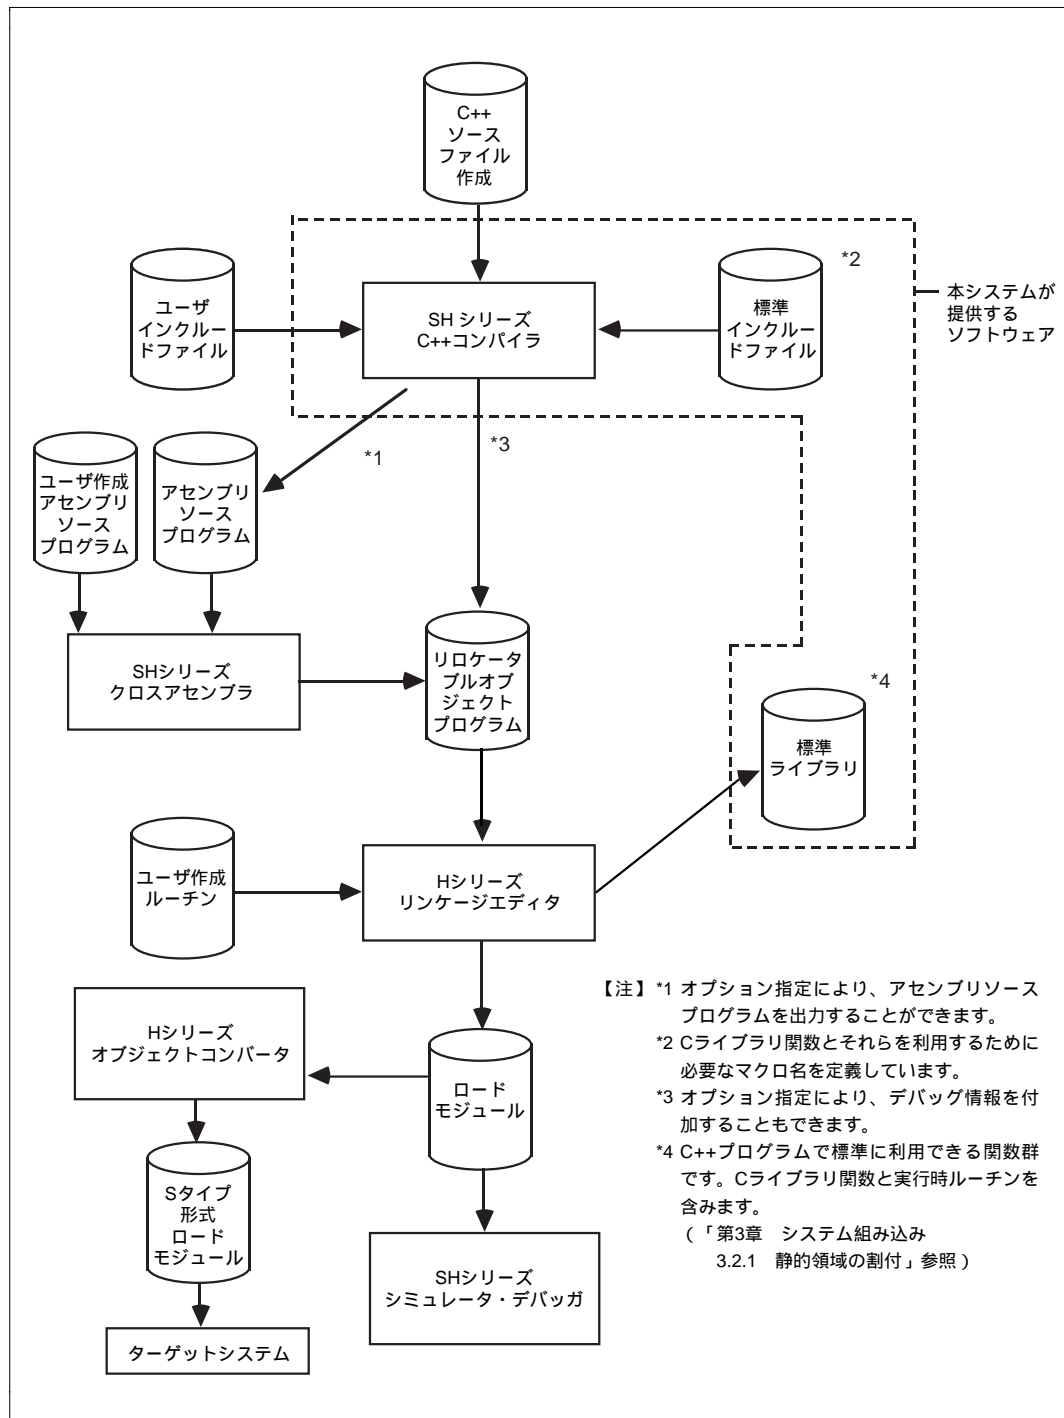 C++
ソース
ファイル
作成
*2
ユーザ
インクルー
ドファイル
SH シリーズ
C++コンパイラ
標準
インクルー
ドファイル
本システムが
提供する
ソフトウェア
*1
*3
ユーザ作成
アセンブリ
ソース
プログラム
アセンブリ
ソース
プログラム
SHシリーズ
クロスアセンブラ
リロケータ
ブルオブ
ジェクト
プログラム
*4
標準
ライブラリ
ユーザ作成
ルーチン
Hシリーズ
リンケージエディタ
Hシリーズ
オブジェクトコンバータ
ロード
モジュール
Sタイプ
形式
ロード
モジュール
SHシリーズ
シミュレータ・デバッガ
ターゲットシステム
【注】 *1 オプション指定により、アセンブリソース
プログラムを出力することができます。
*2 Cライブラリ関数とそれらを利用するために
必要なマクロ名を定義しています。
*3 オプション指定により、デバッグ情報を付
加することもできます。
*4 C++プログラムで標準に利用できる関数群
です。Cライブラリ関数と実行時ルーチンを
含みます。
(「第3章　システム組み込み
3.2.1　静的領域の割付」参照)